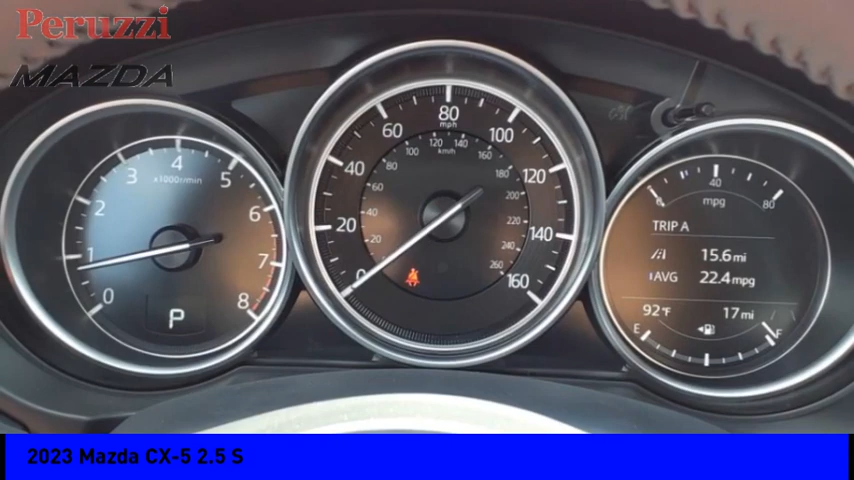 Peruzzi
MAZDA
0 1 2 3 4 5 6 7 8
x1000r/min
P
0 20 40 60 80 100 120 140 160
mph
km/h
20 40 60 80 100 120 140 160 180 200 220 240 260
40 80
mpg
TRIP A
15.6 mi
AVG 22.4 mpg
92°F 17 mi
E F
2023 Mazda CX-5 2.5 S